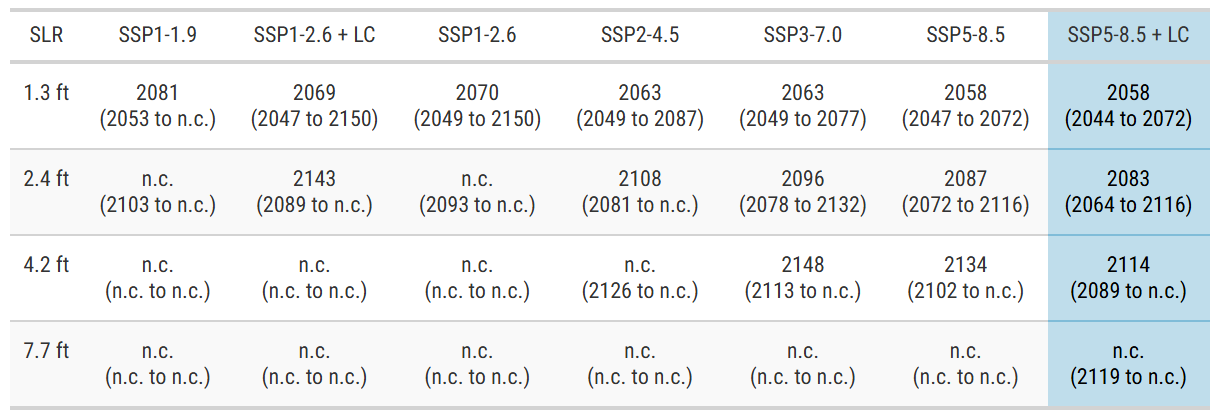 SLR SSP1-1.9 SSP1-2.6 + LC SSP1-2.6 SSP2-4.5 SSP3-7.0 SSP5-8.5 SSP5-8.5 + LC
1.3 ft 2081 2069 2070 2063 2063 2058 2058
(2053 to n.c.) (2047 to 2150) (2049 to 2150) (2049 to 2087) (2049 to 2077) (2047 to 2072) (2044 to 2072)
2.4 ft n.c. 2143 n.c. 2108 2096 2087 2083
(2103 to n.c.) (2089 to n.c.) (2093 to n.c.) (2081 to n.c.) (2078 to 2132) (2072 to 2116) (2064 to 2116)
4.2 ft n.c. n.c. n.c. n.c. 2148 2134 2114
(n.c. to n.c.) (n.c. to n.c.) (n.c. to n.c.) (2126 to n.c.) (2113 to n.c.) (2102 to n.c.) (2089 to n.c.)
7.7 ft n.c. n.c. n.c. n.c. n.c. n.c. n.c.
(n.c. to n.c.) (n.c. to n.c.) (n.c. to n.c.) (n.c. to n.c.) (n.c. to n.c.) (n.c. to n.c.) (2119 to n.c.)